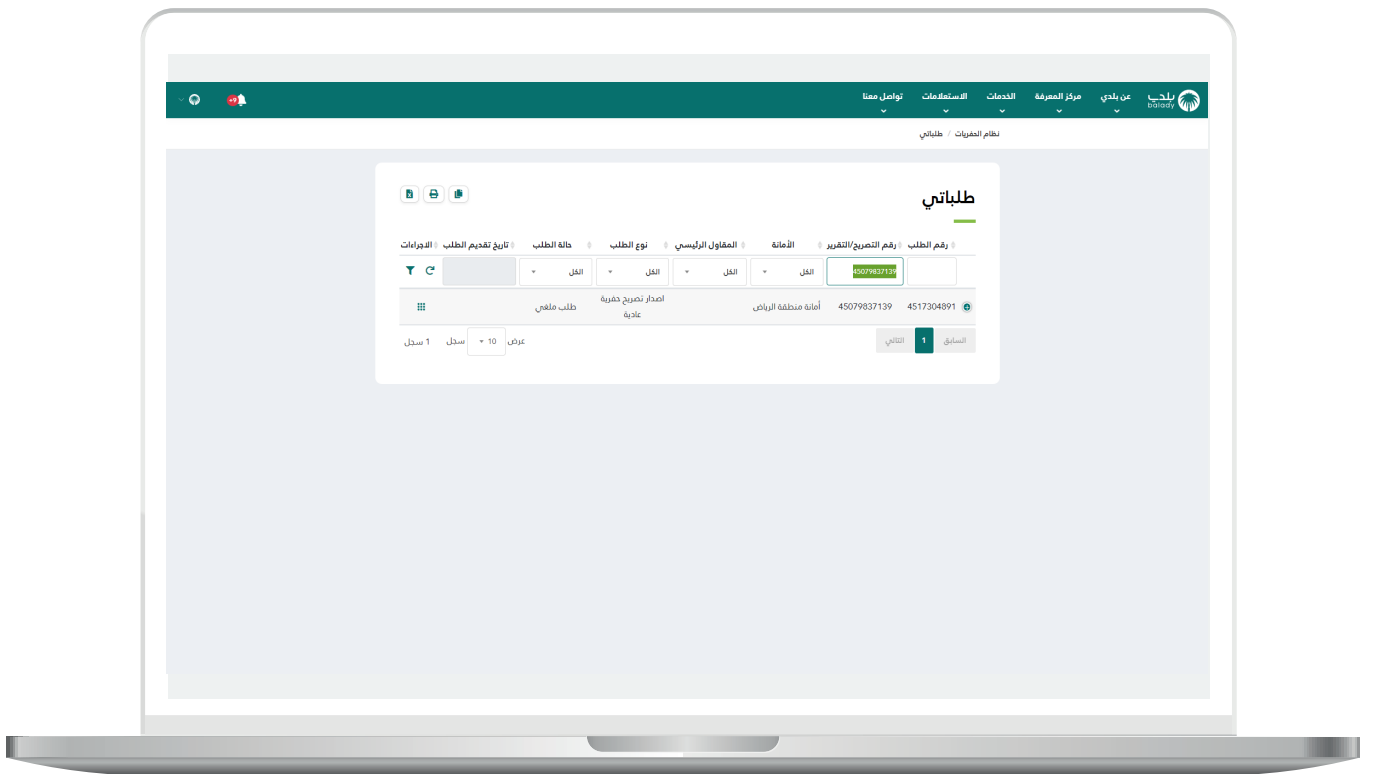 بلدي
balady
عن بلدي
مركز المعرفة
الخدمات
الاستعلامات
تواصل معنا
+9
نظام الحفريات / طلباتي
طلباتي
رقم الطلب
رقم التصريح/التقرير
الأمانة
المقاول الرئيسي
نوع الطلب
حالة الطلب
تاريخ تقديم الطلب
الاجراءات
45079837139
الكل
الكل
الكل
الكل
4517304891
45079837139
أمانة منطقة الرياض
اصدار تصريح حفرية
عادية
طلب ملغي
السابق 1 التالي
عرض 10 سجل 1 سجل